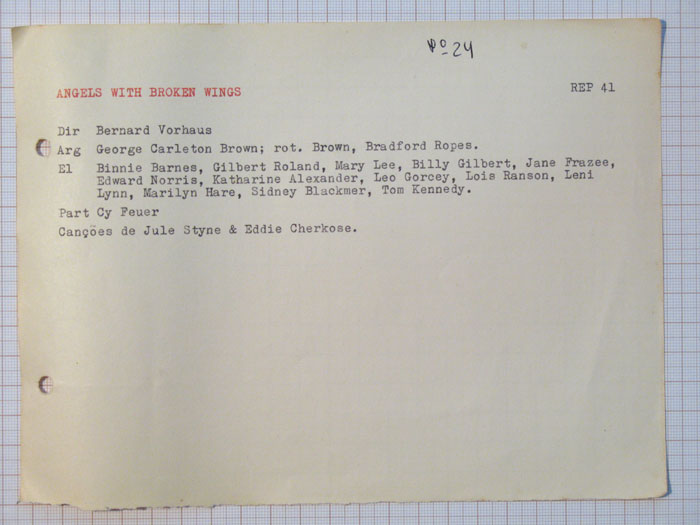 24
ANGELS WITH BROKEN WINGS REP 41
Dir Bernard Vorhaus
Arg George Carleton Brown; rot. Brown, Bradford Ropes.
El Binnie Barnes, Gilbert Roland, Mary Lee, Billy Gilbert, Jane Frazee,
Edward Norris, Katharine Alexander, Leo Gorcey, Lois Ranson, Leni
Lynn, Marilyn Hare, Sidney Blackmer, Tom Kennedy.
Part Cy Feuer
Canções de Jule Styne & Eddie Cherkose.